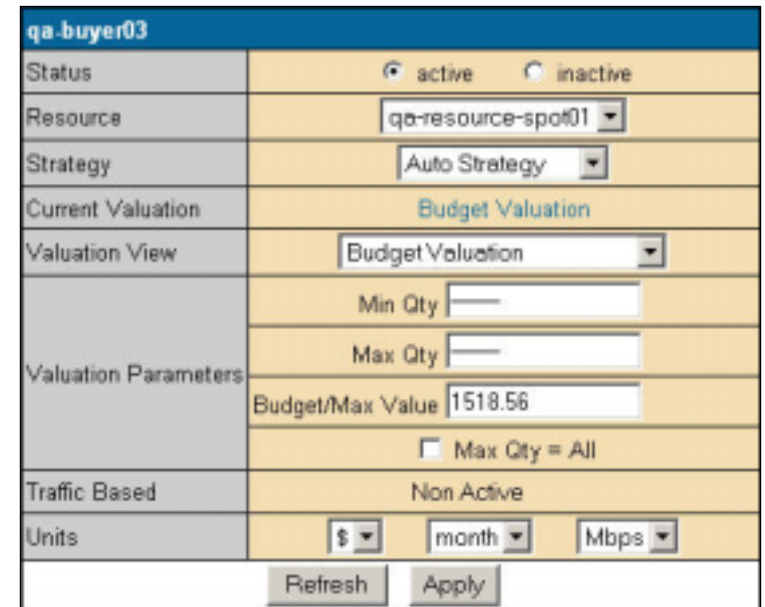 qa-buyer03
Status active inactive
Resource qa-resource-spot01
Strategy Auto Strategy
Current Valuation Budget Valuation
Valuation View Budget Valuation
Valuation Parameters
Min Qty
Max Qty
Budget/Max Value 1518.56
Max Qty = All
Traffic Based Non Active
Units $ month Mbps
Refresh Apply